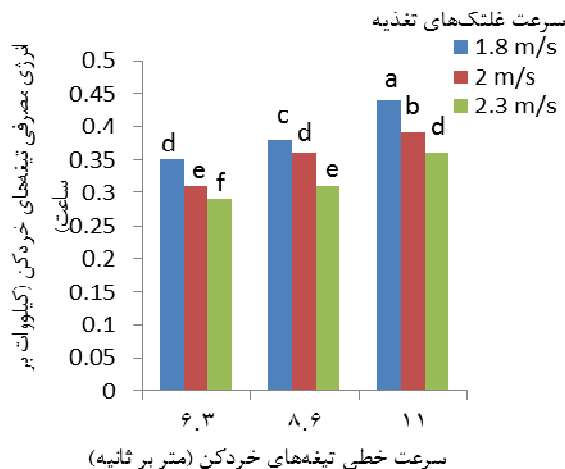 سرعت غلتک‌های تغذیه
1.8 m/s
2 m/s
2.3 m/s
انرژی مصرفی تیغه‌های خردکن (کیلووات بر
ساعت)
0.5
0.45
0.4
0.35
0.3
0.25
0.2
0.15
0.1
0.05
0
d e f
c d e
a b d
۶.۳ ۸.۶ ۱۱
سرعت خطی تیغه‌های خردکن (متر بر ثانیه)